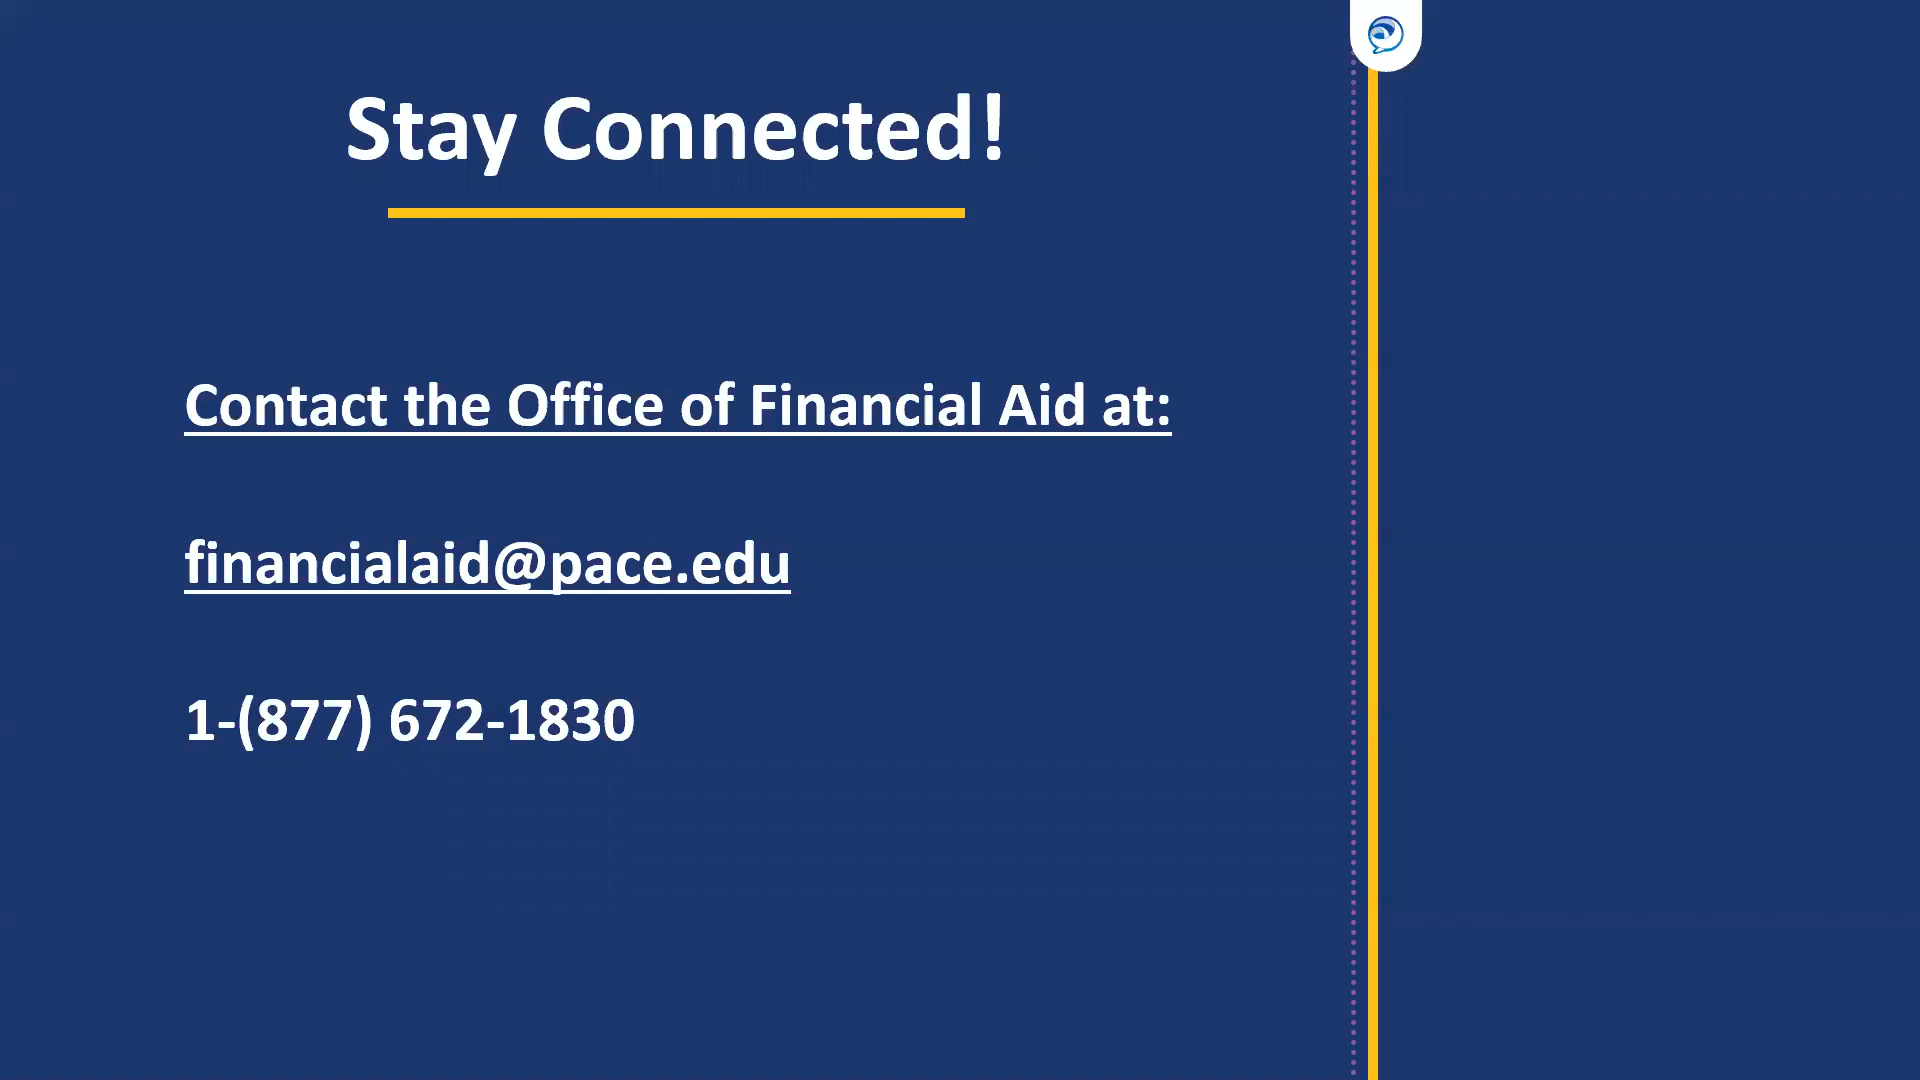 Stay Connected!
Contact the Office of Financial Aid at:
financialaid@pace.edu
1-(877) 672-1830